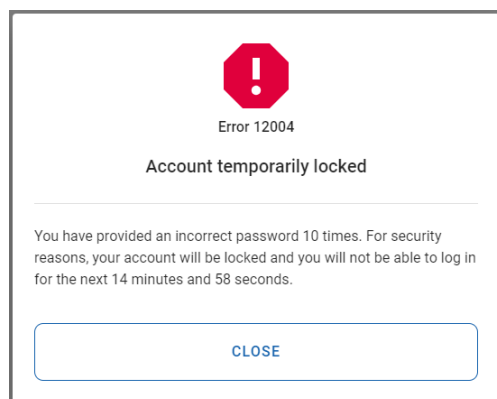 Error 12004
Account temporarily locked
You have provided an incorrect password 10 times. For security
reasons, your account will be locked and you will not be able to log in
for the next 14 minutes and 58 seconds.
CLOSE